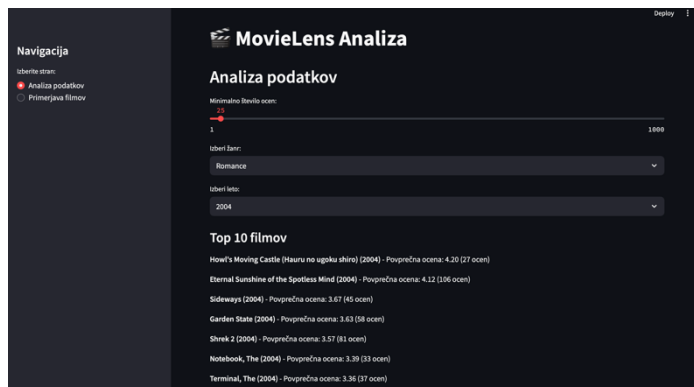 Deploy
Navigacija
Izberite stran:
Analiza podatkov
Primerjava filmov
🎬 MovieLens Analiza
Analiza podatkov
Minimalno število ocen:
25
1
1000
Izberi žanr:
Romance
Izberi leto:
2004
Top 10 filmov
Howl's Moving Castle (Hauru no ugoku shiro) (2004) - Povprečna ocena: 4.20 (27 ocen)
Eternal Sunshine of the Spotless Mind (2004) - Povprečna ocena: 4.12 (106 ocen)
Sideways (2004) - Povprečna ocena: 3.67 (45 ocen)
Garden State (2004) - Povprečna ocena: 3.63 (58 ocen)
Shrek 2 (2004) - Povprečna ocena: 3.57 (81 ocen)
Notebook, The (2004) - Povprečna ocena: 3.39 (33 ocen)
Terminal, The (2004) - Povprečna ocena: 3.36 (37 ocen)